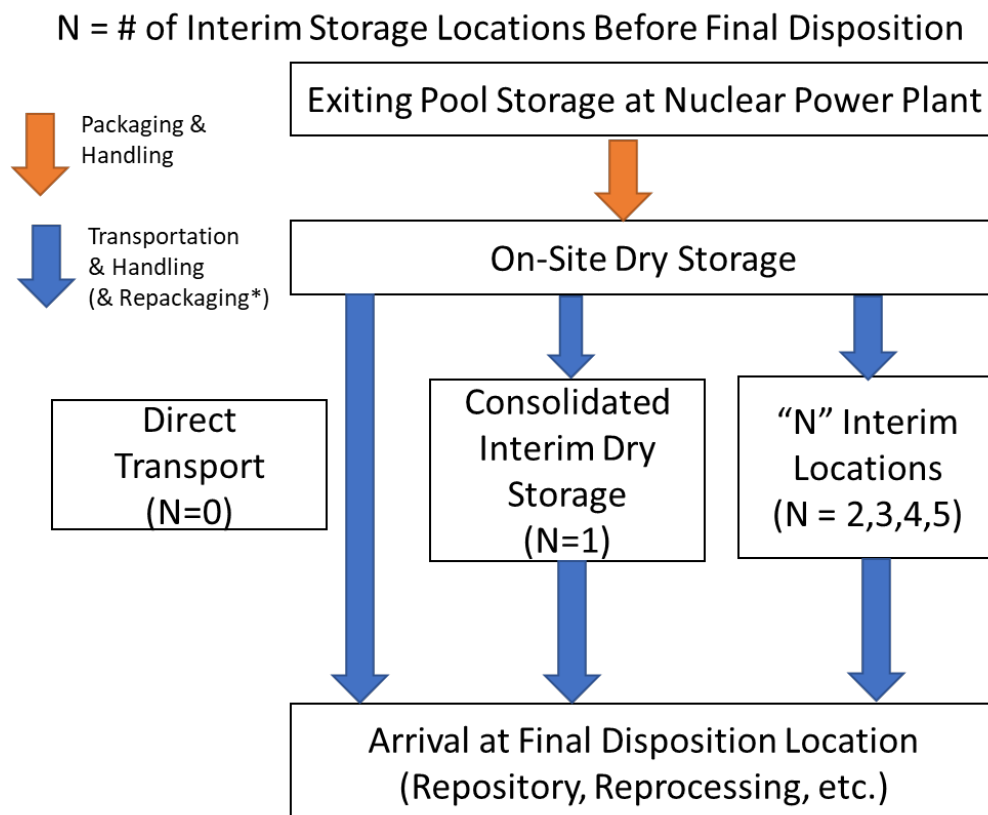 N = # of Interim Storage Locations Before Final Disposition
Exiting Pool Storage at Nuclear Power Plant
Packaging &
Handling
Transportation
& Handling
(& Repackaging*)
On-Site Dry Storage
Direct
Transport
(N=0)
Consolidated
Interim Dry
Storage
(N=1)
“N” Interim
Locations
(N = 2,3,4,5)
Arrival at Final Disposition Location
(Repository, Reprocessing, etc.)